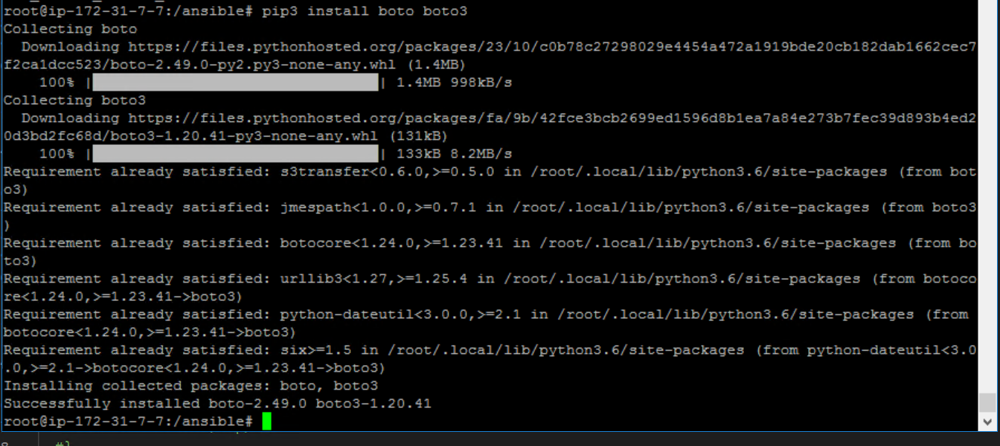 root@ip-172-31-7-7:/ansible# pip3 install boto boto3
Collecting boto
  Downloading https://files.pythonhosted.org/packages/23/10/c0b78c27298029e4454a472a1919bde20cb182dab1662cec7
f2ca1dcc523/boto-2.49.0-py2.py3-none-any.whl (1.4MB)
    100% |████████████████████████████████| 1.4MB 998kB/s
Collecting boto3
  Downloading https://files.pythonhosted.org/packages/fa/9b/42fce3bcb2699ed1596d8b1ea7a84e273b7fec39d893b4ed2
0d3bd2fc68d/boto3-1.20.41-py3-none-any.whl (131kB)
    100% |████████████████████████████████| 133kB 8.2MB/s
Requirement already satisfied: s3transfer<0.6.0,>=0.5.0 in /root/.local/lib/python3.6/site-packages (from bot
o3)
Requirement already satisfied: jmespath<1.0.0,>=0.7.1 in /root/.local/lib/python3.6/site-packages (from boto3
)
Requirement already satisfied: botocore<1.24.0,>=1.23.41 in /root/.local/lib/python3.6/site-packages (from bo
to3)
Requirement already satisfied: urllib3<1.27,>=1.25.4 in /root/.local/lib/python3.6/site-packages (from botoco
re<1.24.0,>=1.23.41->boto3)
Requirement already satisfied: python-dateutil<3.0.0,>=2.1 in /root/.local/lib/python3.6/site-packages (from
botocore<1.24.0,>=1.23.41->boto3)
Requirement already satisfied: six>=1.5 in /root/.local/lib/python3.6/site-packages (from python-dateutil<3.0
.0,>=2.1->botocore<1.24.0,>=1.23.41->boto3)
Installing collected packages: boto, boto3
Successfully installed boto-2.49.0 boto3-1.20.41
root@ip-172-31-7-7:/ansible#